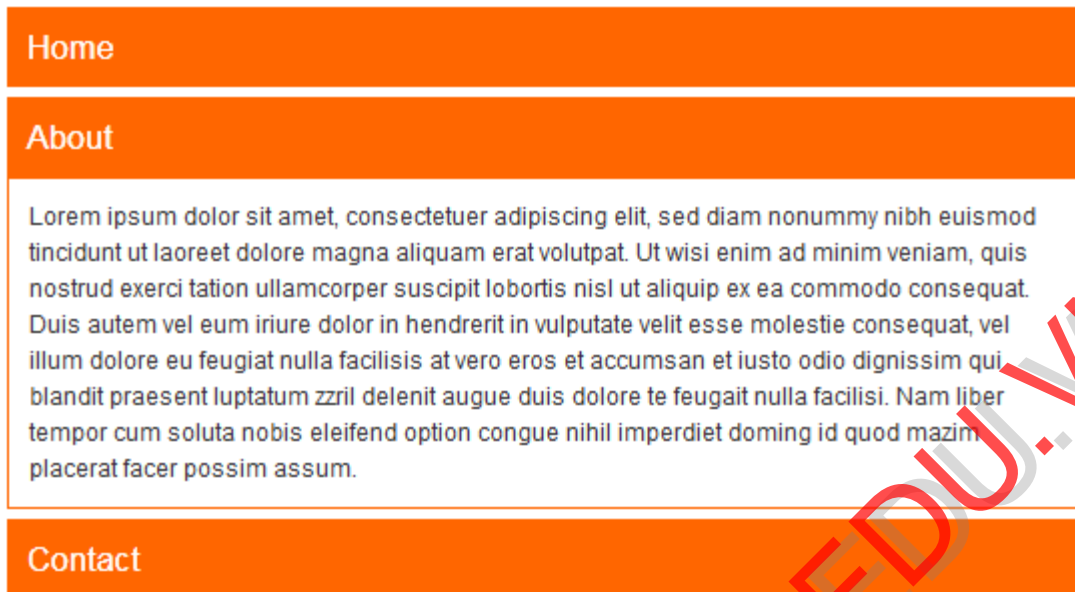 Home
About
Lorem ipsum dolor sit amet, consectetuer adipiscing elit, sed diam nonummy nibh euismod
tincidunt ut laoreet dolore magna aliquam erat volutpat. Ut wisi enim ad minim veniam, quis
nostrud exerci tation ullamcorper suscipit lobortis nisl ut aliquip ex ea commodo consequat.
Duis autem vel eum iriure dolor in hendrerit in vulputate velit esse molestie consequat, vel
illum dolore eu feugiat nulla facilisis at vero eros et accumsan et iusto odio dignissim qui
blandit praesent luptatum zzril delenit augue duis dolore te feugait nulla facilisi. Nam liber
tempor cum soluta nobis eleifend option congue nihil imperdiet doming id quod mazim
placerat facer possim assum.
Contact
EDU.V